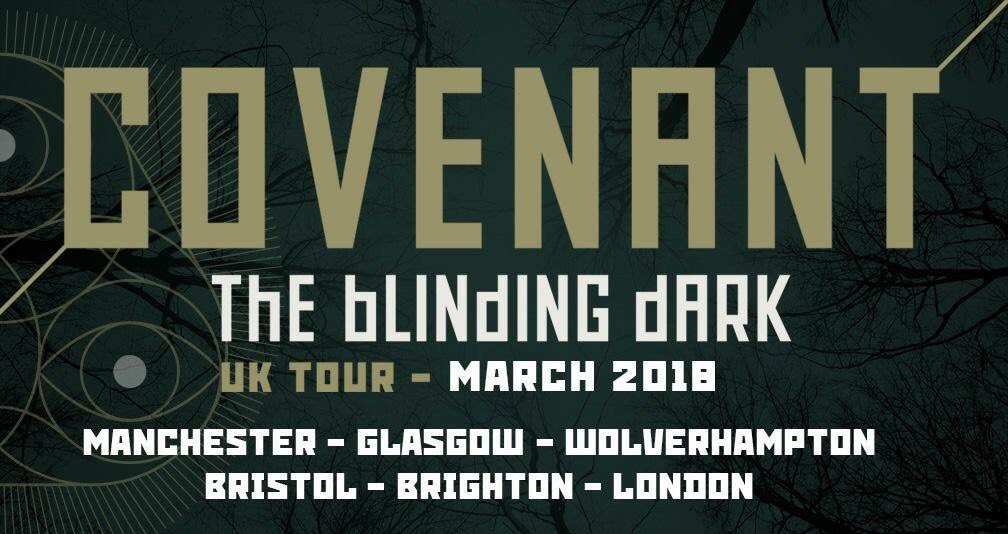 COVENANT
ThE bLINdING dARK
UK TOUR - MARCH 2018
MANCHESTER - GLASGOW - WOLVERHAMPTON
BRISTOL - BRIGHTON - LONDON